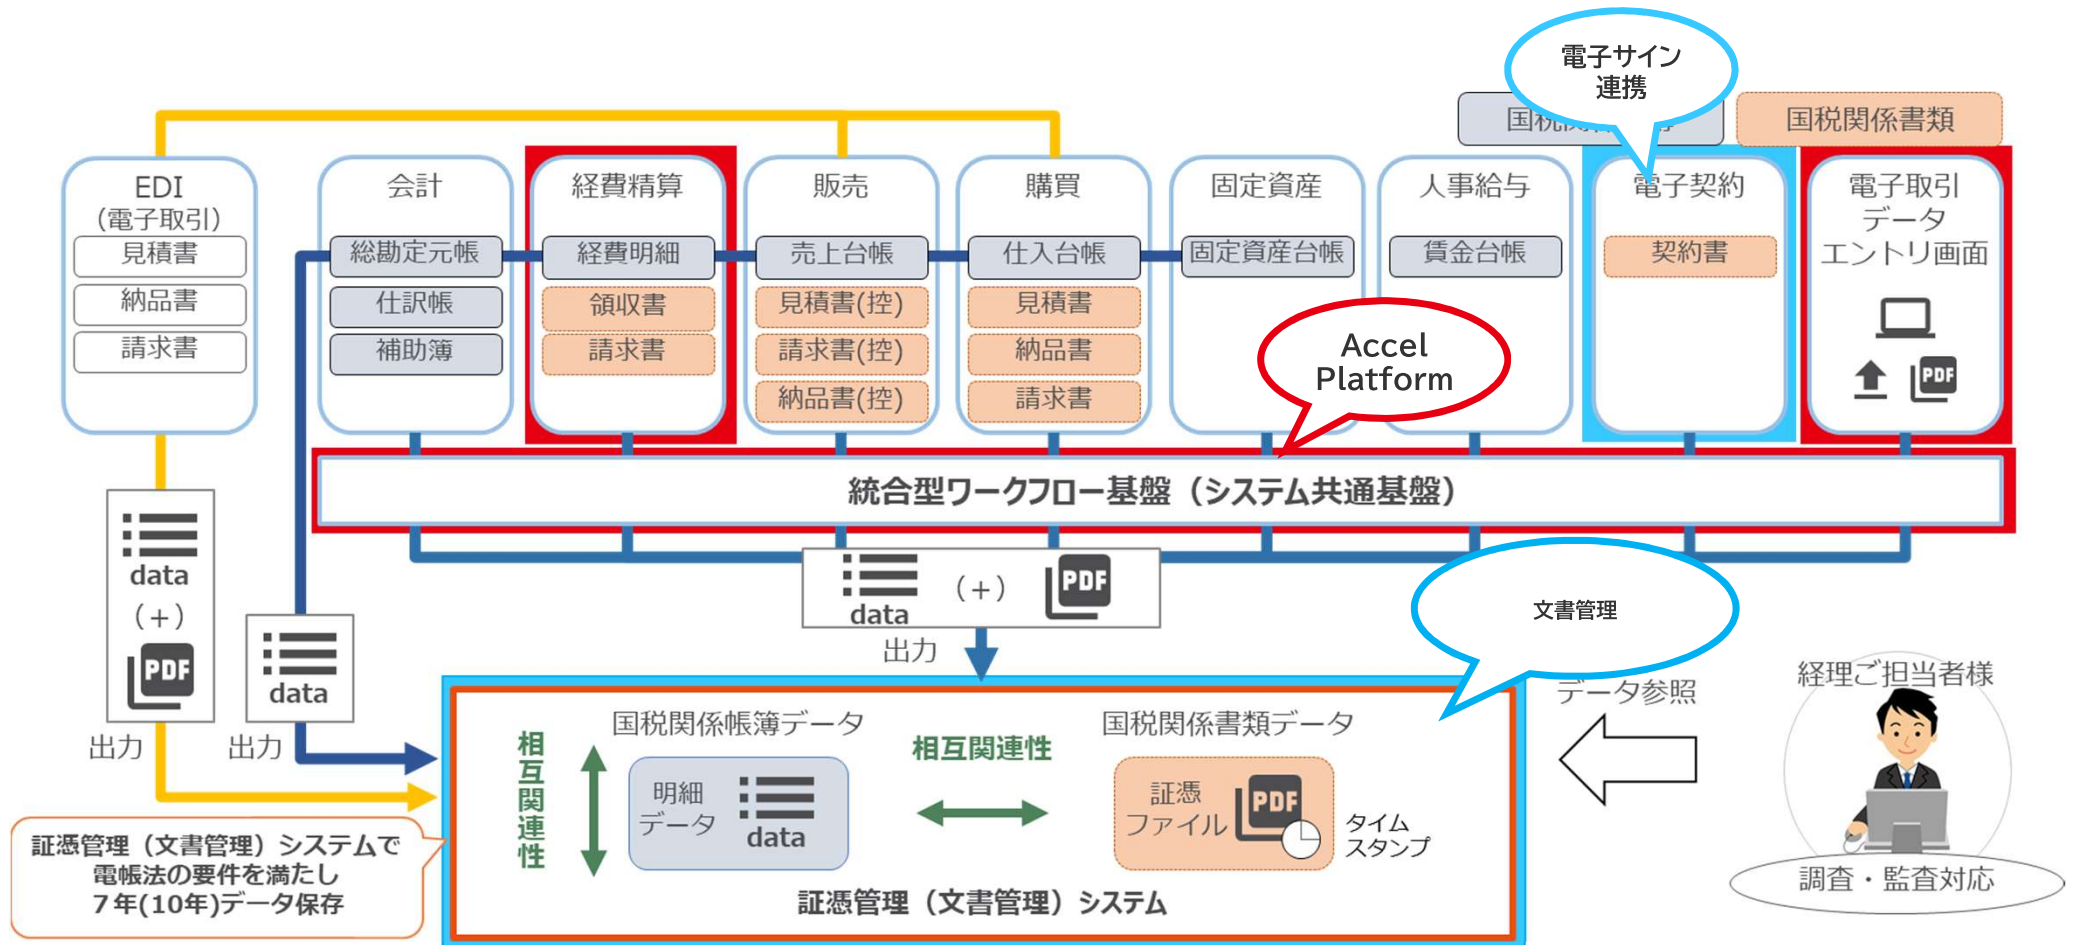 電子サイン
連携
国税関係書類
EDI
(電子取引)
見積書
納品書
請求書
会計
総勘定元帳
仕訳帳
補助簿
経費精算
経費明細
領収書
請求書
販売
売上台帳
見積書(控)
請求書(控)
納品書(控)
購買
仕入台帳
見積書
納品書
請求書
固定資産
固定資産台帳
人事給与
賃金台帳
電子契約
契約書
電子取引
データ
エントリ画面
PDF
Accel
Platform
統合型ワークフロー基盤（システム共通基盤）
data
(+)
PDF
出力
data
出力
data
(+)
PDF
出力
文書管理
データ参照
経理ご担当者様
調査・監査対応
相互関連性
国税関係帳簿データ
明細
データ
data
相互関連性
国税関係書類データ
証憑
ファイル
PDF
タイム
スタンプ
証憑管理（文書管理）システム
証憑管理（文書管理）システムで
電帳法の要件を満たし
７年(10年)データ保存